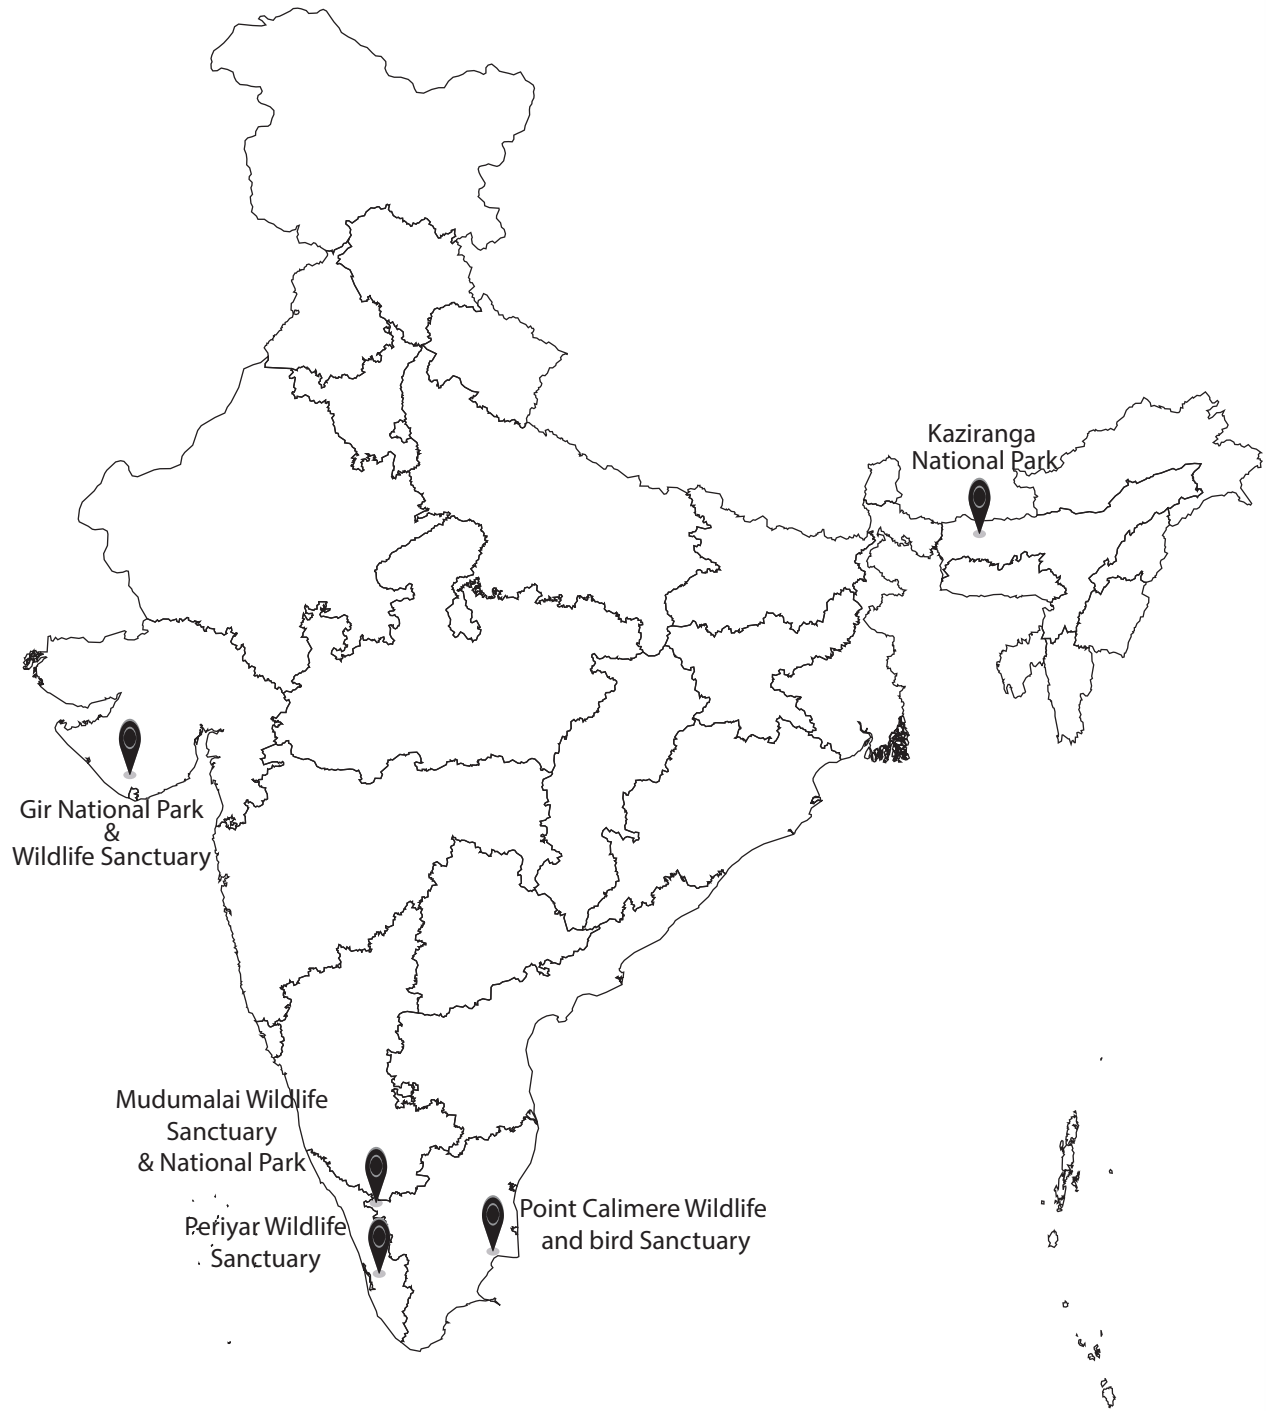 Kaziranga
National Park
Gir National Park
&
Wildlife Sanctuary
Mudumalai Wildlife
Sanctuary
& National Park
Periyar Wildlife
Sanctuary
Point Calimere Wildlife
and bird Sanctuary